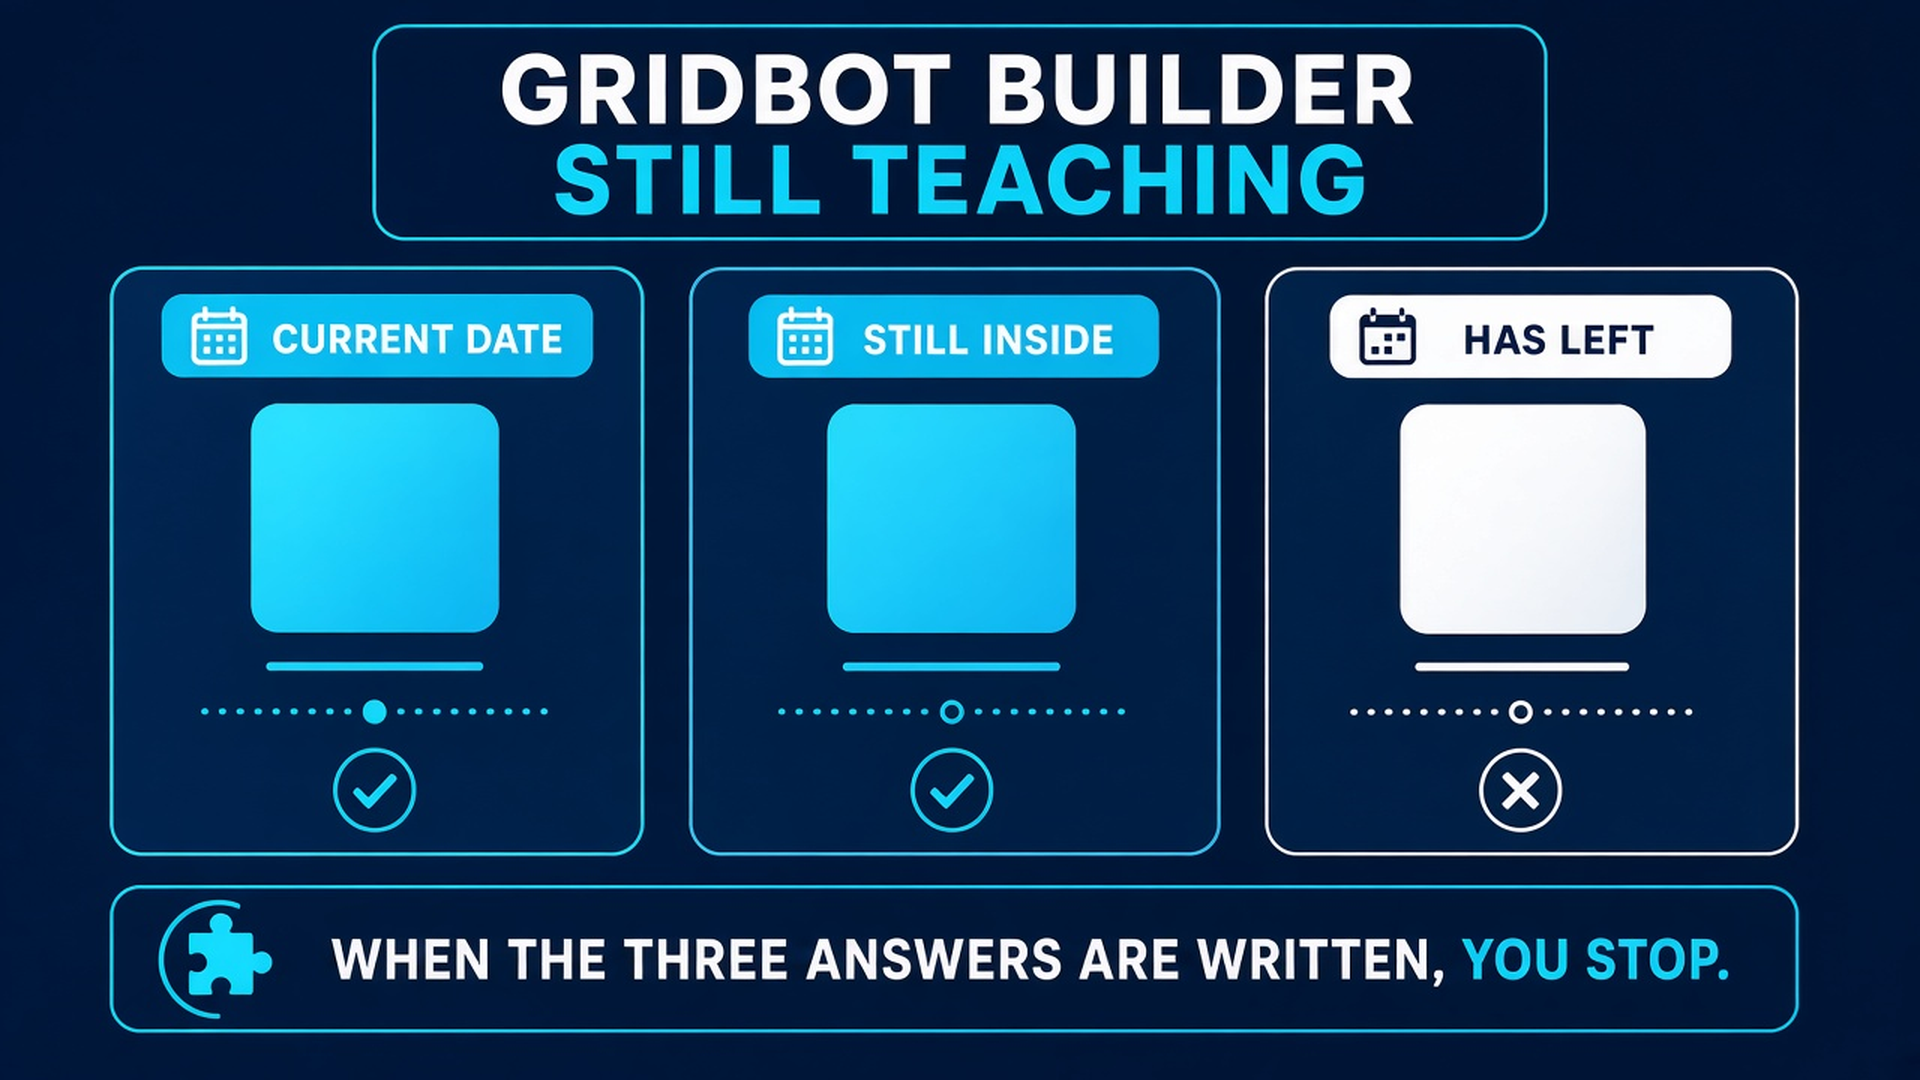 GRIDBOT BUILDER
STILL TEACHING
CURRENT DATE
STILL INSIDE
HAS LEFT
WHEN THE THREE ANSWERS ARE WRITTEN, YOU STOP.